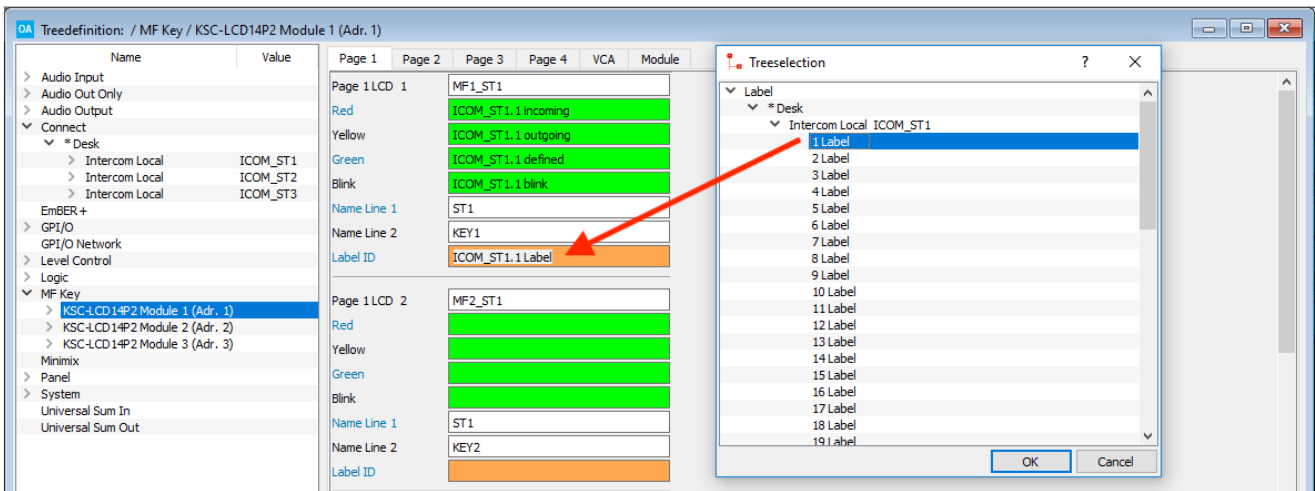 OA Treedefinition: / MF Key / KSC-LCD14P2 Module 1 (Adr. 1)
Name Value
Audio Input
Audio Out Only
Audio Output
Connect
* Desk
Intercom Local ICOM_ST1
Intercom Local ICOM_ST2
Intercom Local ICOM_ST3
EmBER+
GPI/O
GPI/O Network
Level Control
Logic
MF Key
KSC-LCD14P2 Module 1 (Adr. 1)
KSC-LCD14P2 Module 2 (Adr. 2)
KSC-LCD14P2 Module 3 (Adr. 3)
Minimix
Panel
System
Universal Sum In
Universal Sum Out
Page 1 Page 2 Page 3 Page 4 VCA Module
Page 1 LCD 1 MF1_ST1
Red ICOM_ST1.1 incoming
Yellow ICOM_ST1.1 outgoing
Green ICOM_ST1.1 defined
Blink ICOM_ST1.1 blink
Name Line 1 ST1
Name Line 2 KEY1
Label ID ICOM_ST1.1 Label
Page 1 LCD 2 MF2_ST1
Red
Yellow
Green
Blink
Name Line 1 ST1
Name Line 2 KEY2
Label ID
Treeselection ?
Label
* Desk
Intercom Local ICOM_ST1
1 Label
2 Label
3 Label
4 Label
5 Label
6 Label
7 Label
8 Label
9 Label
10 Label
11 Label
12 Label
13 Label
14 Label
15 Label
16 Label
17 Label
18 Label
19 Label
OK Cancel